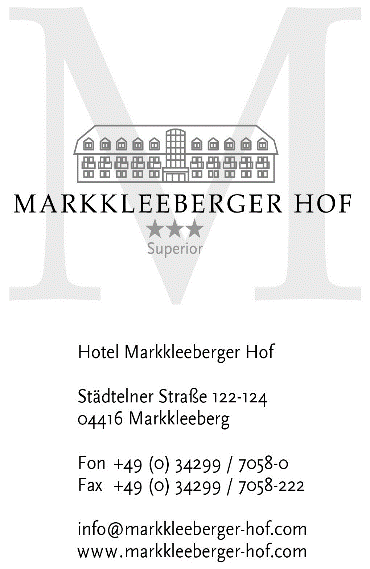 M
MARKKLEEBERGER HOF
★★★
Superior
Hotel Markkleeberger Hof
Städtelner Straße 122-124
04416 Markkleeberg
Fon +49 (0) 34299 / 7058-0
Fax +49 (0) 34299 / 7058-222
info@markkleeberger-hof.com
www.markkleeberger-hof.com